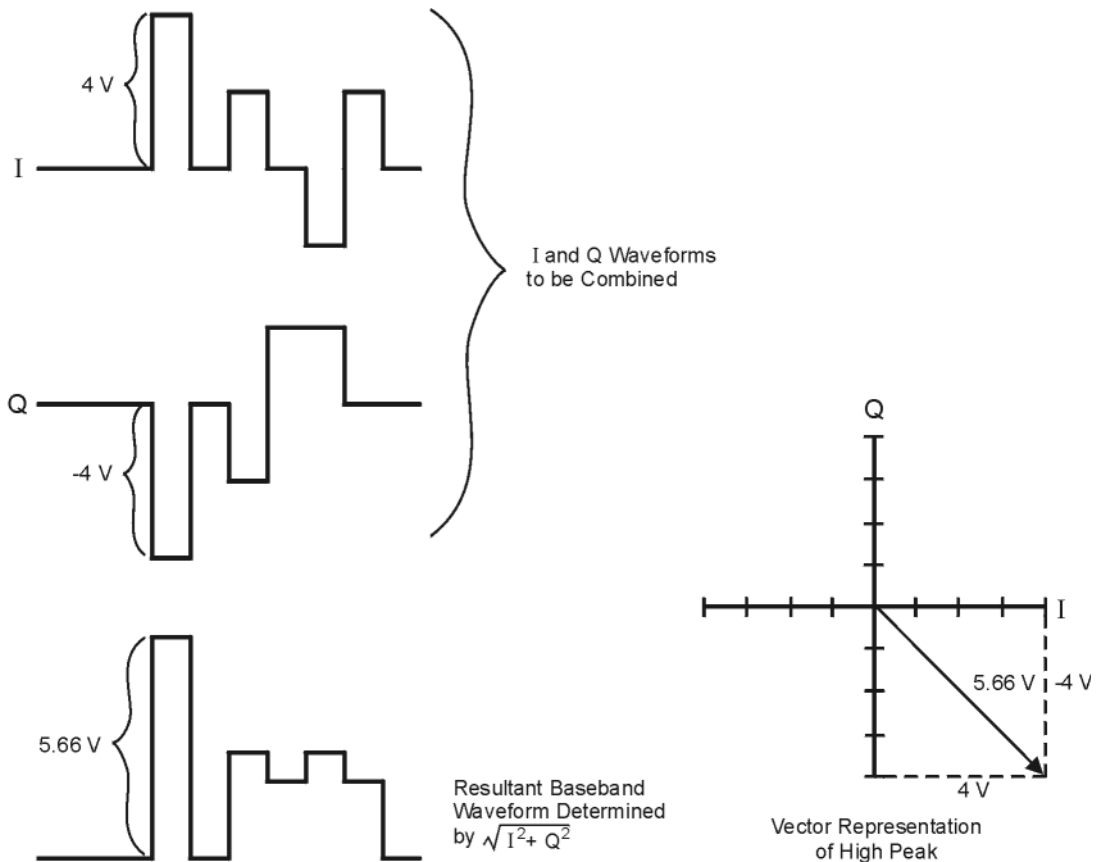 4 V
I
I and Q Waveforms
to be Combined
Q
-4 V
Q
I
5.66 V
-4 V
4 V
5.66 V
Resultant Baseband
Waveform Determined
by √I²+ Q²
Vector Representation
of High Peak